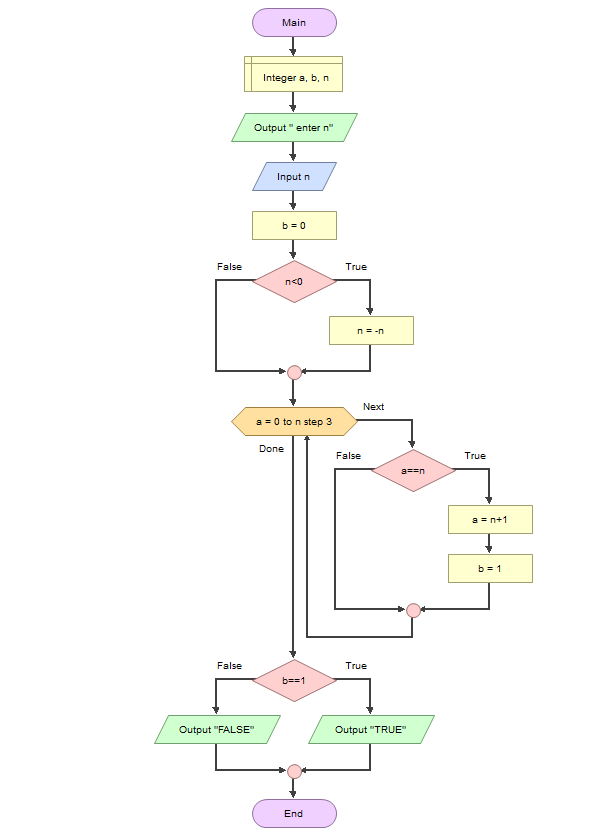 Main
Integer a, b, n
Output " enter n"
Input n
b = 0
False
True
n<0
n = -n
a = 0 to n step 3
Next
Done
False
True
a==n
a = n+1
b = 1
False
True
b==1
Output "FALSE"
Output "TRUE"
End